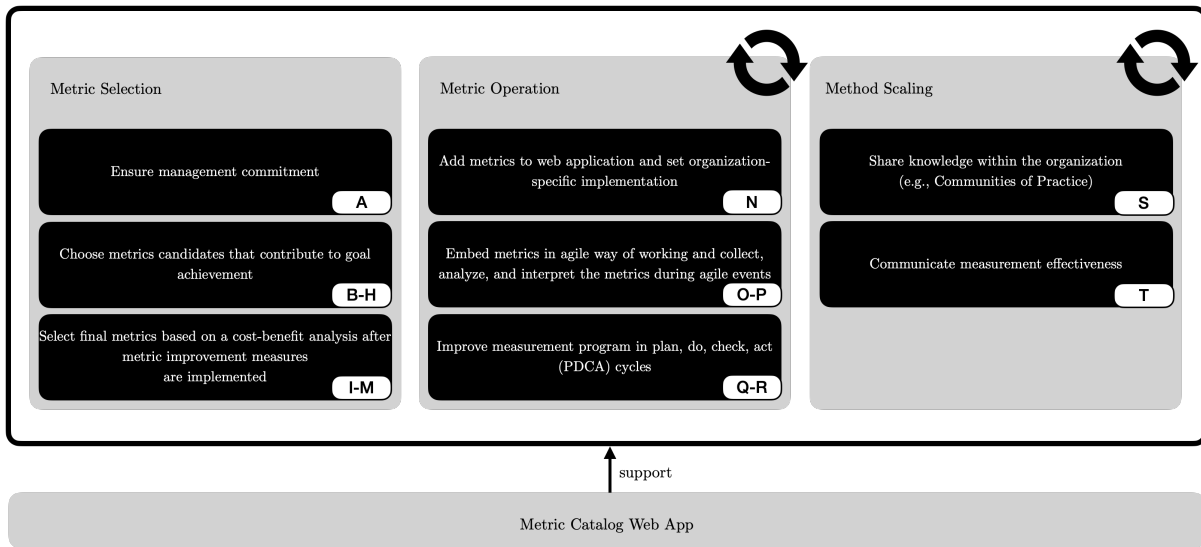 Metric Selection
Ensure management commitment
A
Choose metrics candidates that contribute to goal
achievement
B-H
Select final metrics based on a cost-benefit analysis after
metric improvement measures
are implemented
I-M
Metric Operation
Add metrics to web application and set organization-
specific implementation
N
Embed metrics in agile way of working and collect,
analyze, and interpret the metrics during agile events
O-P
Improve measurement program in plan, do, check, act
(PDCA) cycles
Q-R
Method Scaling
Share knowledge within the organization
(e.g., Communities of Practice)
S
Communicate measurement effectiveness
T
support
Metric Catalog Web App